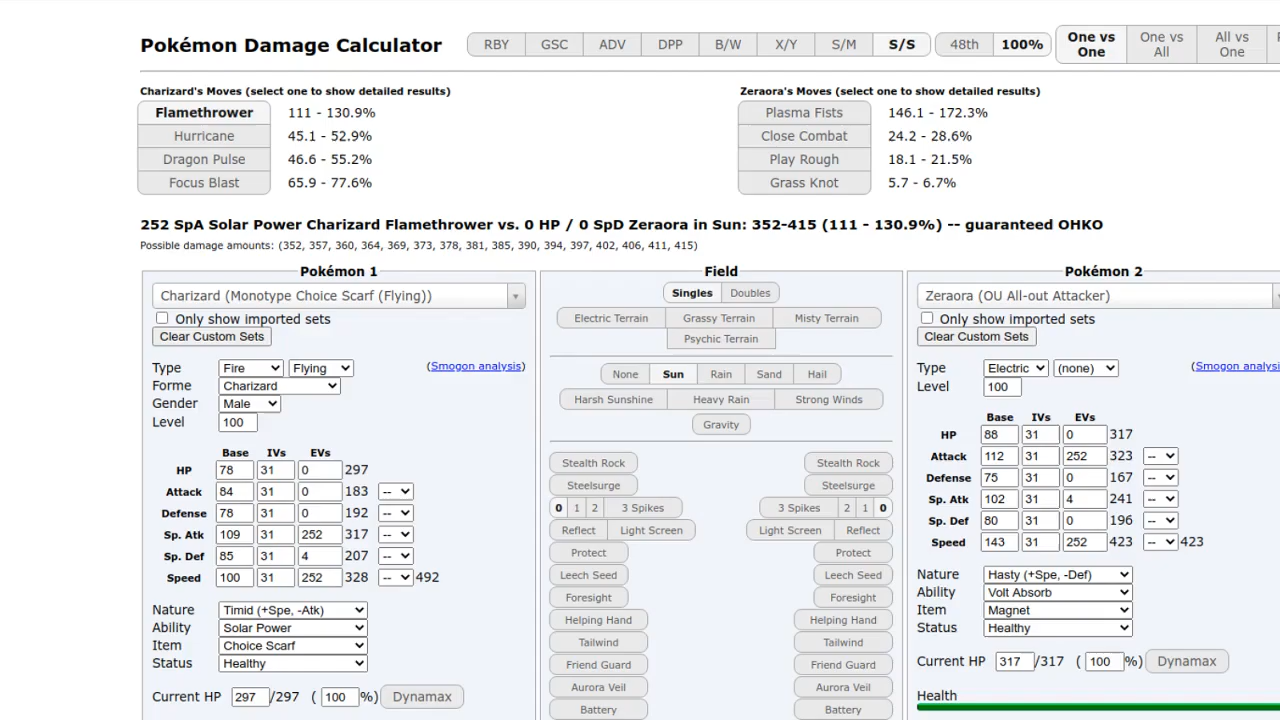 Pokémon Damage Calculator RBY GSC ADV DPP B/W X/Y S/M S/S 48th 100% One vs One One vs All All vs One
Charizard's Moves (select one to show detailed results) Zeraora's Moves (select one to show detailed results)
Flamethrower 111 - 130.9% Plasma Fists 146.1 - 172.3%
Hurricane 45.1 - 52.9% Close Combat 24.2 - 28.6%
Dragon Pulse 46.6 - 55.2% Play Rough 18.1 - 21.5%
Focus Blast 65.9 - 77.6% Grass Knot 5.7 - 6.7%
252 SpA Solar Power Charizard Flamethrower vs. 0 HP / 0 SpD Zeraora in Sun: 352-415 (111 - 130.9%) -- guaranteed OHKO
Possible damage amounts: (352, 357, 360, 364, 369, 373, 378, 381, 385, 390, 394, 397, 402, 406, 411, 415)
Pokémon 1
Charizard (Monotype Choice Scarf (Flying))
Only show imported sets
Clear Custom Sets
Type Fire Flying (Smogon analysis)
Forme Charizard
Gender Male
Level 100
Base IVs EVs
HP 78 31 0 297
Attack 84 31 0 183 --
Defense 78 31 0 192 --
Sp. Atk 109 31 252 317 --
Sp. Def 85 31 4 207 --
Speed 100 31 252 328 -- 492
Nature Timid (+Spe, -Atk)
Ability Solar Power
Item Choice Scarf
Status Healthy
Current HP 297 /297 ( 100 %) Dynamax
Field
Singles Doubles
Electric Terrain Grassy Terrain Misty Terrain
Psychic Terrain
None Sun Rain Sand Hail
Harsh Sunshine Heavy Rain Strong Winds
Gravity
Stealth Rock Stealth Rock
Steelsurge Steelsurge
0 1 2 3 Spikes 3 Spikes 2 1 0
Reflect Light Screen Light Screen Reflect
Protect Protect
Leech Seed Leech Seed
Foresight Foresight
Helping Hand Helping Hand
Tailwind Tailwind
Friend Guard Friend Guard
Aurora Veil Aurora Veil
Battery Battery
Pokémon 2
Zeraora (OU All-out Attacker)
Only show imported sets
Clear Custom Sets
Type Electric (none) (Smogon analysi
Level 100
Base IVs EVs
HP 88 31 0 317
Attack 112 31 252 323 --
Defense 75 31 0 167 --
Sp. Atk 102 31 4 241 --
Sp. Def 80 31 0 196 --
Speed 143 31 252 423 -- 423
Nature Hasty (+Spe, -Def)
Ability Volt Absorb
Item Magnet
Status Healthy
Current HP 317 /317 ( 100 %) Dynamax
Health